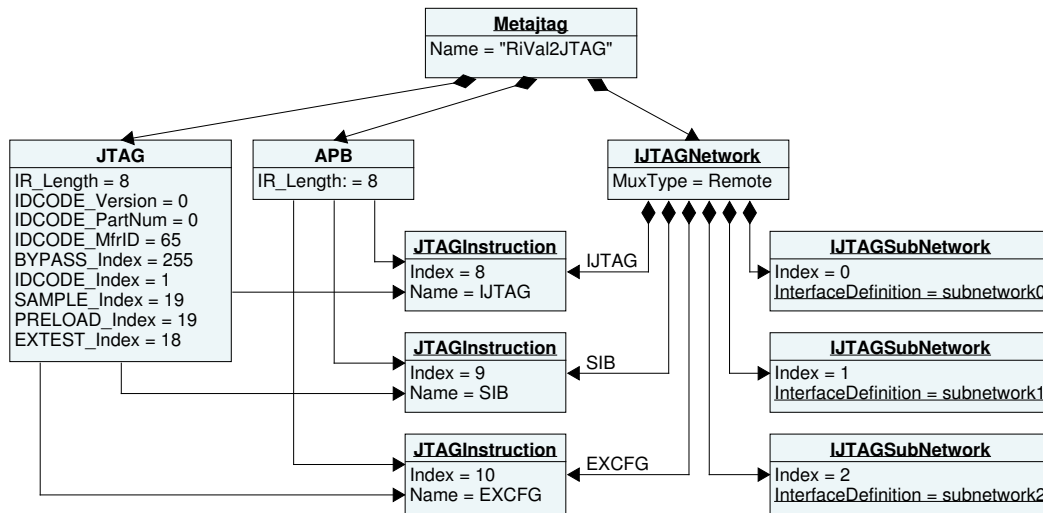 Metajtag
Name = "RiVal2JTAG"
JTAG
IR_Length = 8
IDCODE_Version = 0
IDCODE_PartNum = 0
IDCODE_MfrID = 65
BYPASS_Index = 255
IDCODE_Index = 1
SAMPLE_Index = 19
PRELOAD_Index = 19
EXTEST_Index = 18
APB
IR_Length: = 8
IJTAGNetwork
MuxType = Remote
JTAGInstruction
Index = 8
Name = IJTAG
IJTAG
IJTAGSubNetwork
Index = 0
InterfaceDefinition = subnetwork0
JTAGInstruction
Index = 9
Name = SIB
SIB
IJTAGSubNetwork
Index = 1
InterfaceDefinition = subnetwork1
JTAGInstruction
Index = 10
Name = EXCFG
EXCFG
IJTAGSubNetwork
Index = 2
InterfaceDefinition = subnetwork2